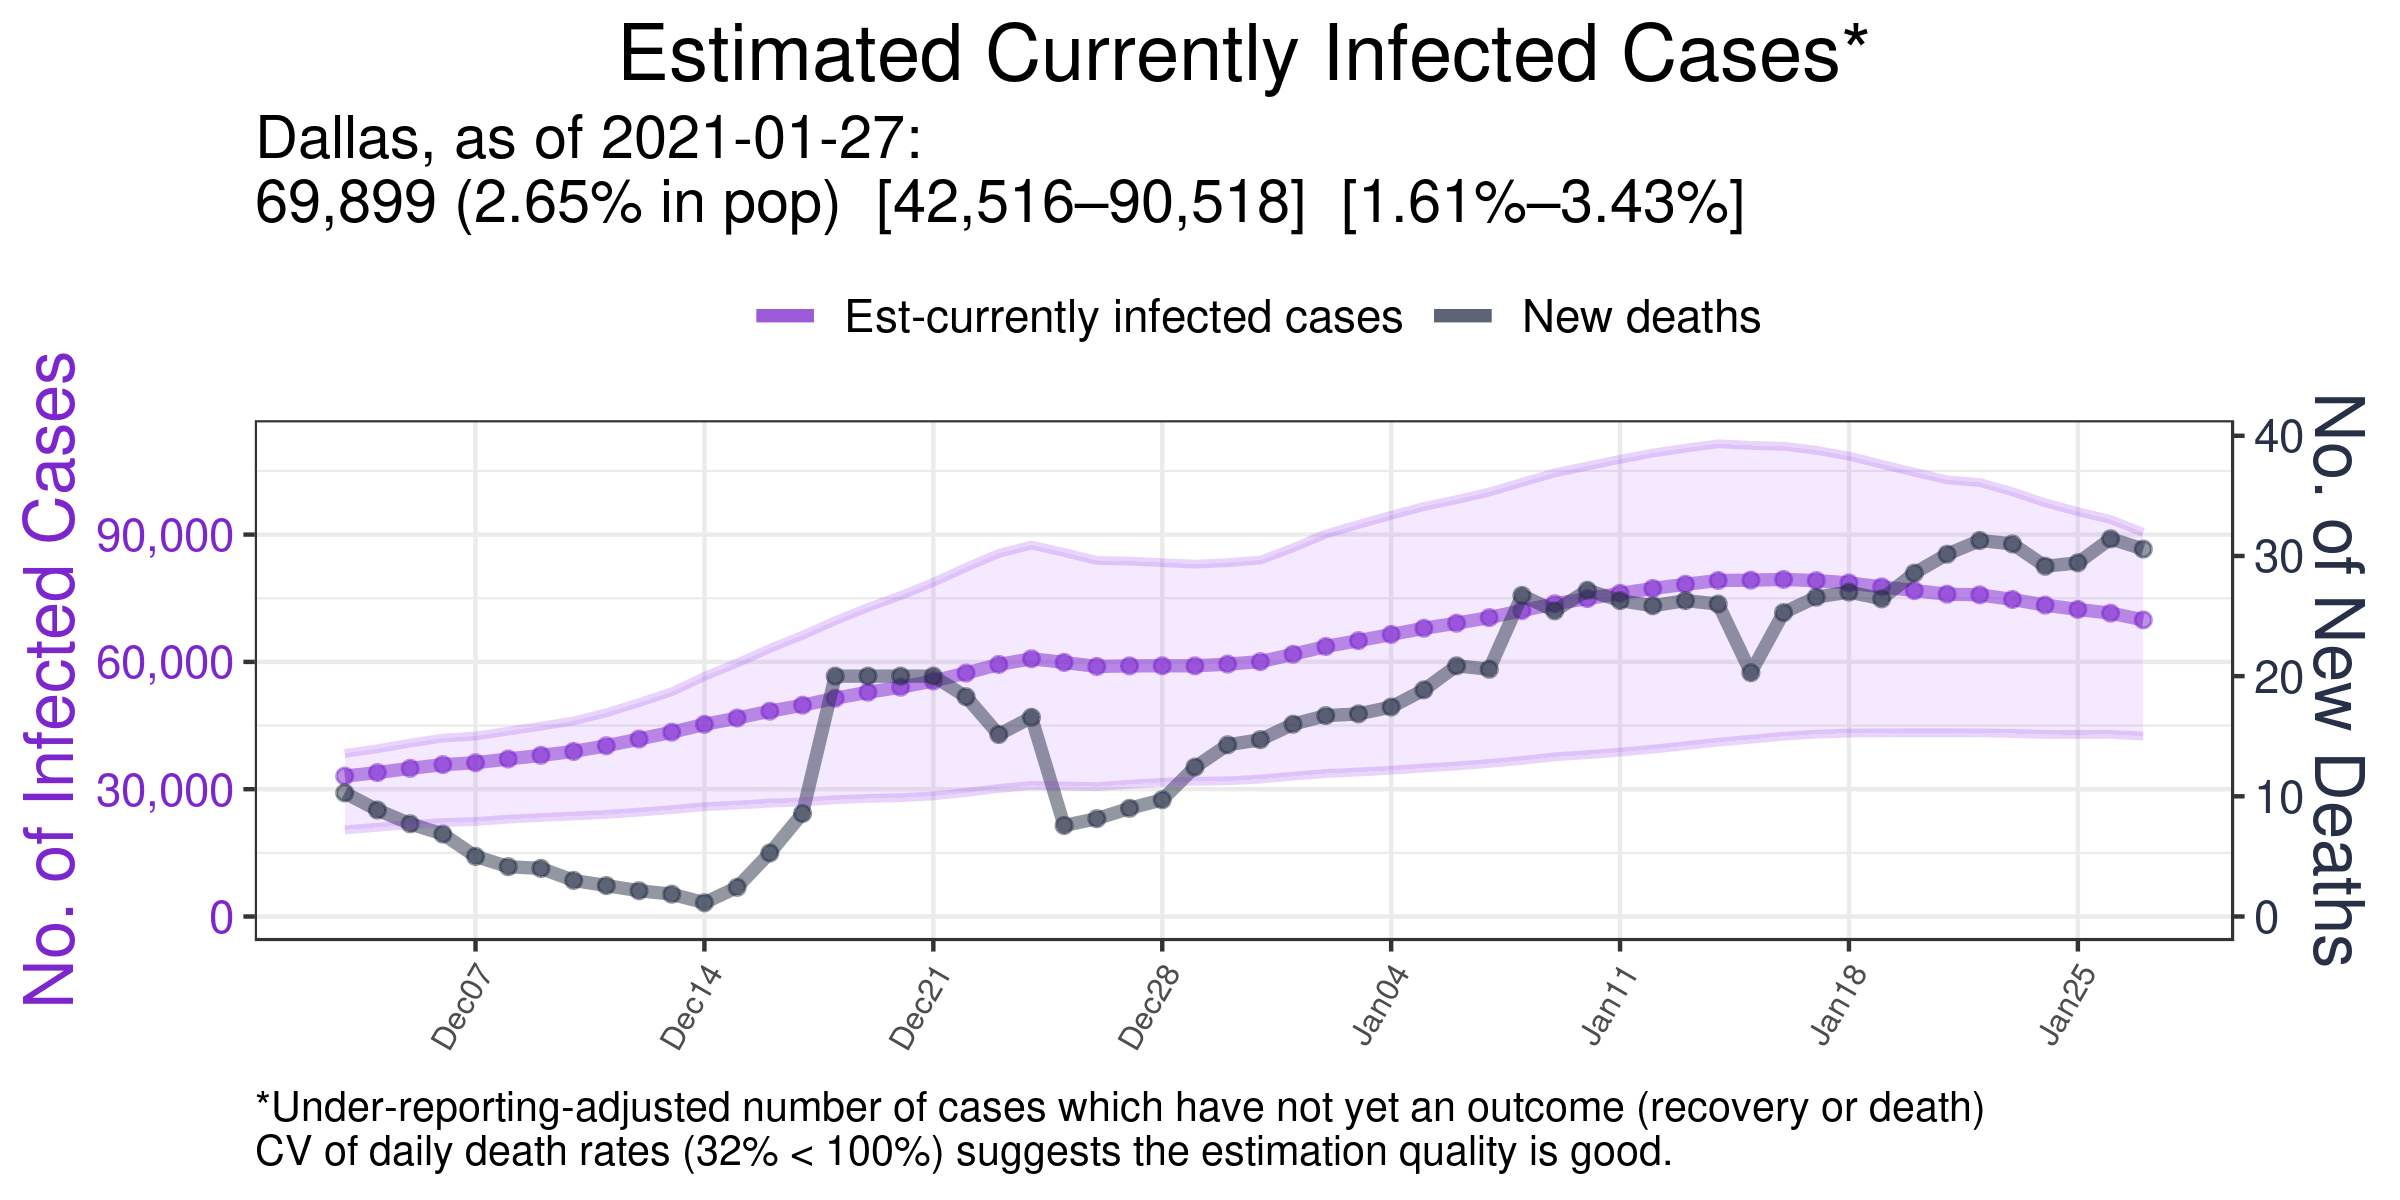 Estimated Currently Infected Cases*
Dallas, as of 2021-01-27:
69,899 (2.65% in pop)  [42,516–90,518]  [1.61%–3.43%]
Est-currently infected cases
New deaths
No. of Infected Cases
90,000
60,000
30,000
0
40
30
20
10
0
No. of New Deaths
Dec07
Dec14
Dec21
Dec28
Jan04
Jan11
Jan18
Jan25
*Under-reporting-adjusted number of cases which have not yet an outcome (recovery or death)
CV of daily death rates (32% < 100%) suggests the estimation quality is good.